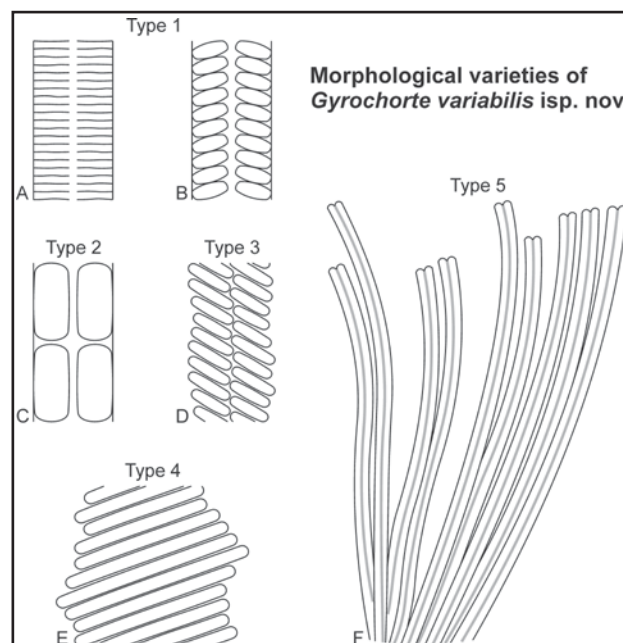 Type 1
Morphological varieties of
Gyrochorte variabilis isp. nov
A
B
Type 5
Type 2
Type 3
C
D
Type 4
E
F